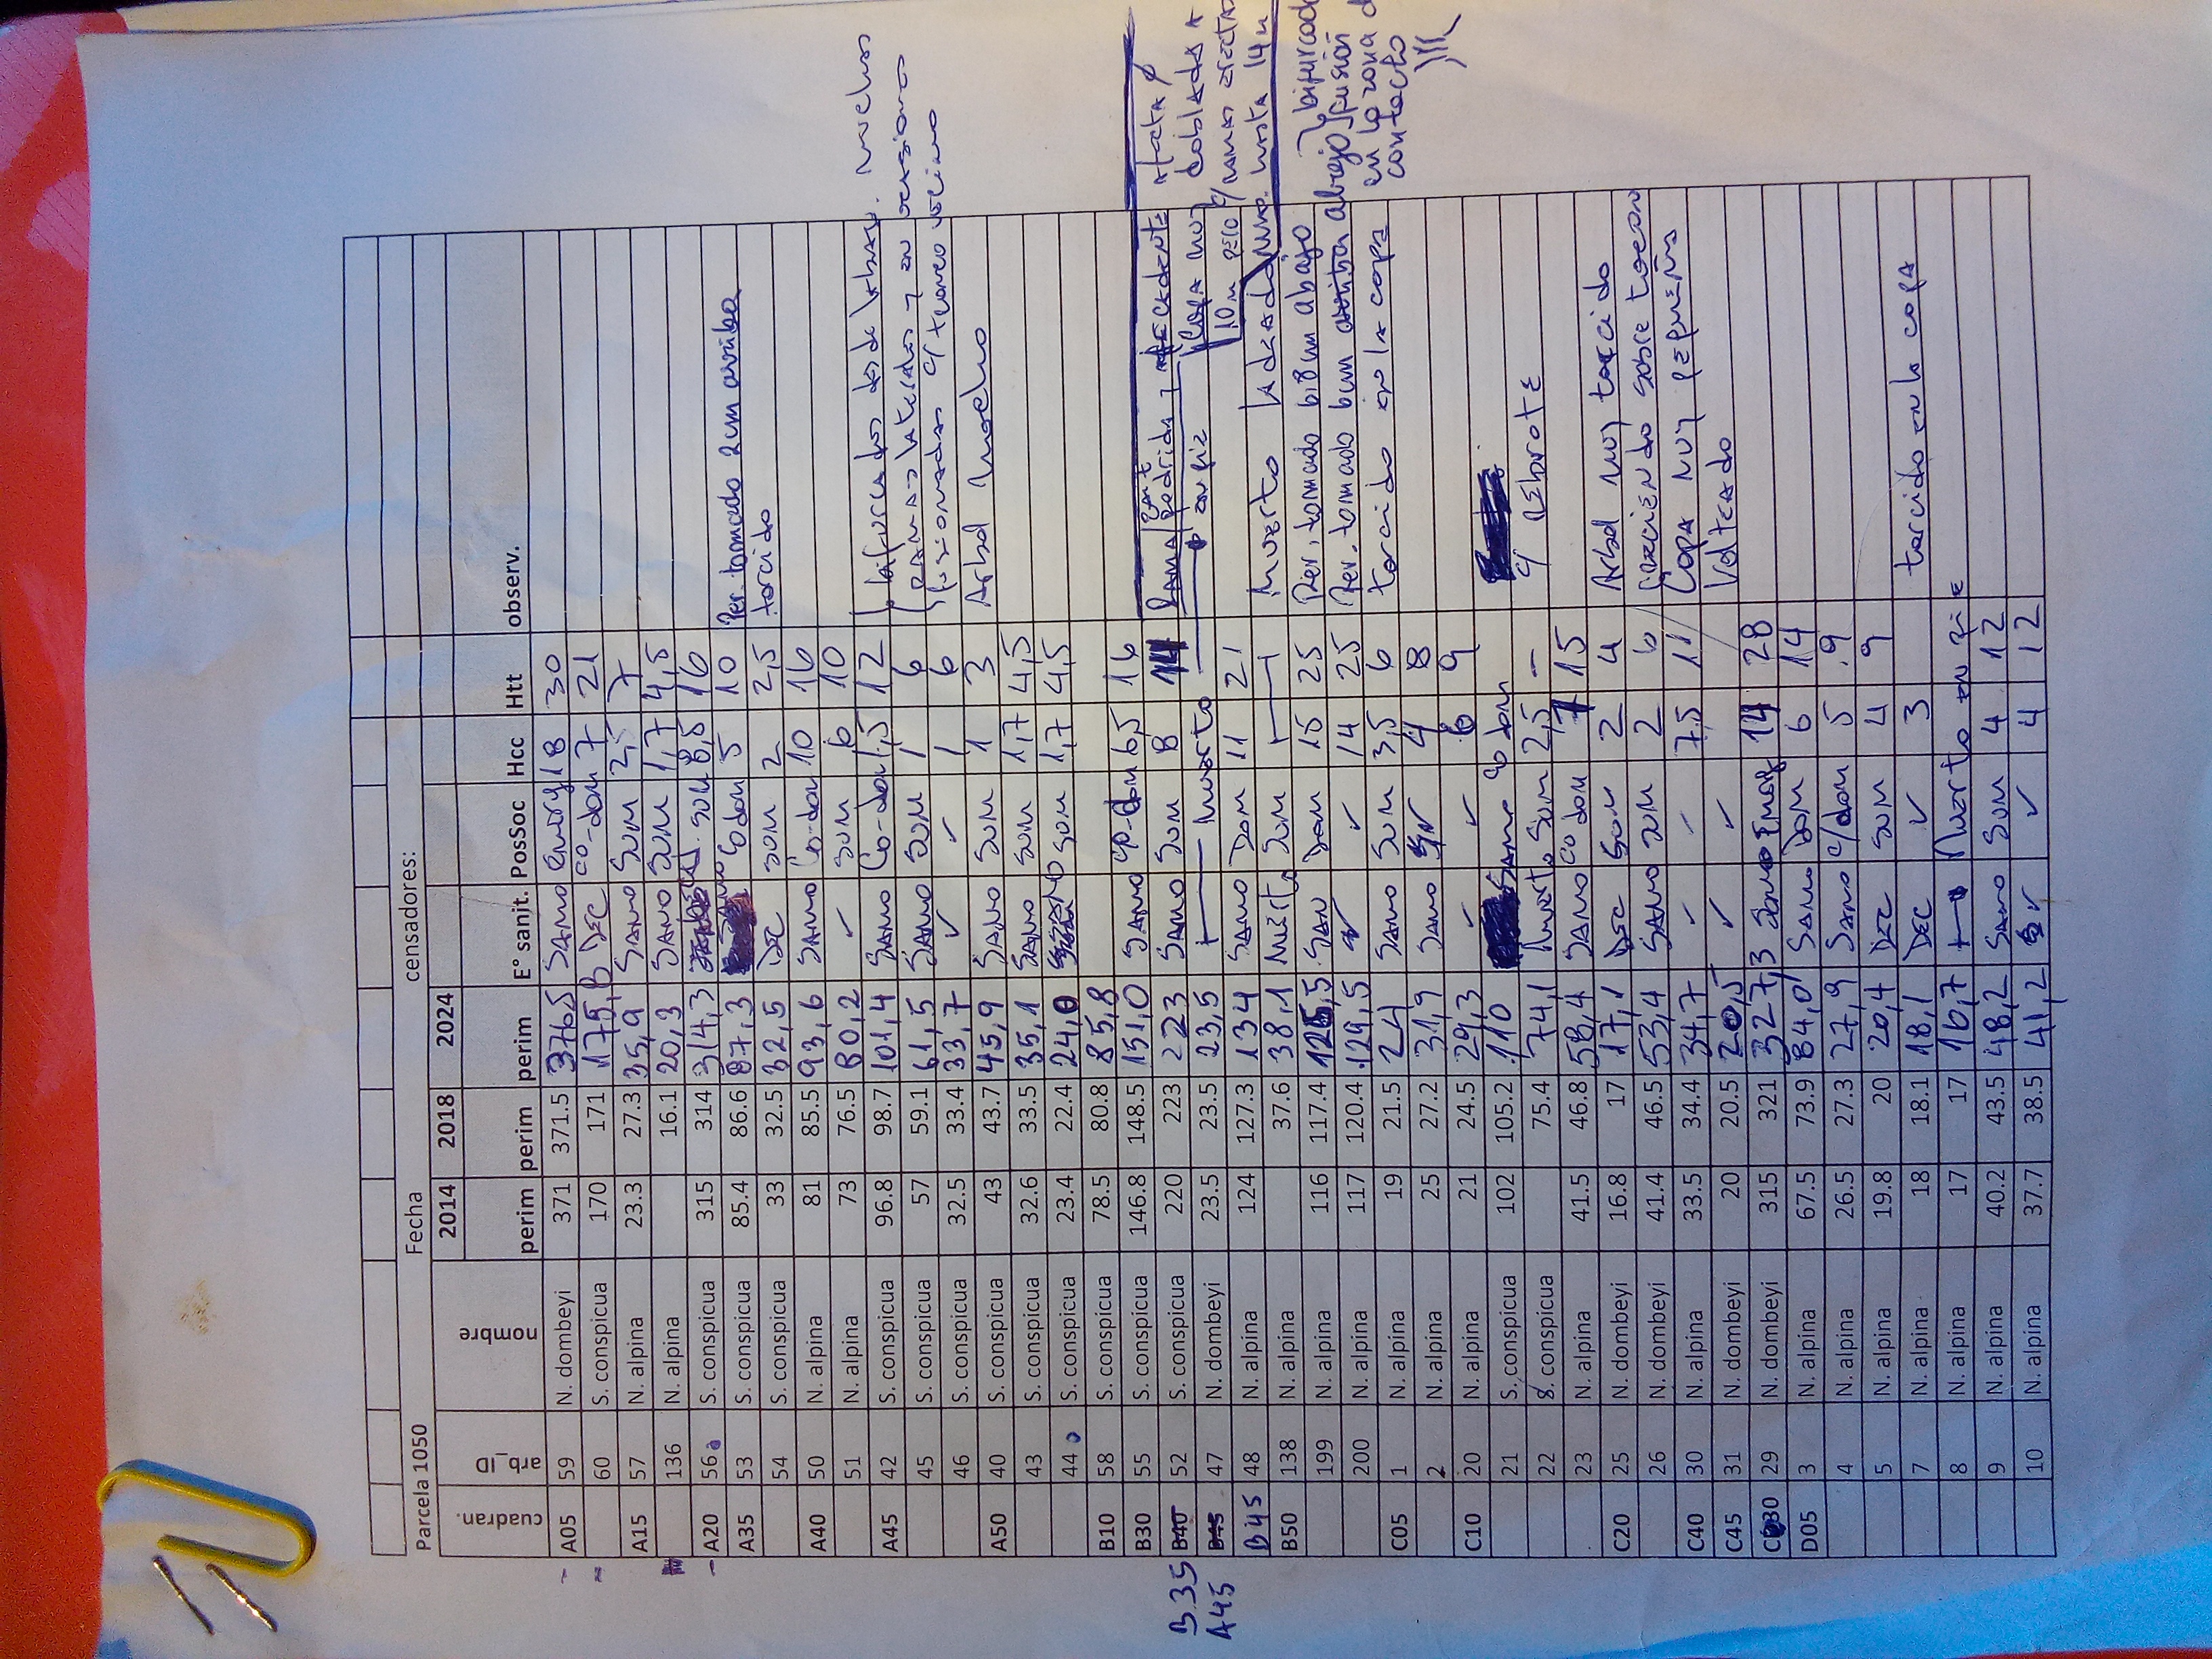 Parcela 1050 Fecha censadores:
2014 2018 2024
cuadran. arb_ID nombre perim perim perim E° sanit. PosSoc Hcc Htt observ.
A05 59 N. dombeyi 371 371.5 376,5 SANO Emerg 18 30
60 S. conspicua 170 171 175,8 DEC co-dom 7 21
A15 57 N. alpina 23.3 27.3 35,9 SANO SUM 2,5 7
136 N. alpina 16.1 20,3 SANO SUM 1,7 4,5
A20 56 S. conspicua 315 314 314,3 SUM 8,5 16
A35 53 S. conspicua 85.4 86.6 87,3 SANO Codom 5 10 Per. tomado 2cm arriba
54 S. conspicua 33 32.5 32,5 DEC SUM 2 2,5 torcido
A40 50 N. alpina 81 85.5 93,6 SANO Co-dom 10 16
51 N. alpina 73 76.5 80,2 ✓ SUM 6 10
A45 42 S. conspicua 96.8 98.7 101,4 SANO Co-dom 1,5 12 bifurcados desde la base. muchas
45 S. conspicua 57 59.1 61,5 SANO SUM 1 6 ramas laterales y en ocasiones
46 S. conspicua 32.5 33.4 33,7 ✓ ✓ 1 6 fusionadas c/ tronco vecino
A50 40 S. conspicua 43 43.7 45,9 SANO SUM 1 3 Arbol mocho
43 S. conspicua 32.6 33.5 35,1 SANO SUM 1,7 4,5
44 S. conspicua 23.4 22.4 24,0 SANO SUM 1,7 4,5
B10 58 S. conspicua 78.5 80.8 85,8
B30 55 S. conspicua 146.8 148.5 151,0 SANO co-dom 6,5 16
B35 B40 52 S. conspicua 220 223 223 SANO SUM 8 14 RAMA podrida y afecta
A45 B45 47 N. dombeyi 23.5 23.5 23,5 Muerto en pie Copa muy doblada a
B45 48 N. alpina 124 127.3 134 SANO DOM 11 21 10m pero c/ ramas erectas
B50 138 N. alpina 37.6 38,1 Muerto SUM Muerto ladeado hasta 14m
199 N. alpina 116 117.4 125,5 SAN DOM 15 25 Per. tomado 6,8cm abajo bifurcado
200 N. alpina 117 120.4 129,5 ✓ ✓ 14 25 Per. tomado 6cm arriba abajo fusión
C05 1 N. alpina 19 21.5 24 SANO SUM 3,5 6 torcido en la copa en la zona d
contacto
2 N. alpina 25 27.2 31,9 SANO ✓ 4 8
C10 20 N. alpina 21 24.5 29,3 ✓ ✓ 6 9
21 S. conspicua 102 105.2 110 SANO co dom
22 S. conspicua 75.4 74,1 Muerto SUM 2,5 – c/ REBROTE
23 N. alpina 41.5 46.8 58,4 SANO co dom 7 15
C20 25 N. dombeyi 16.8 17 17,1 DEC SUM 2 4 Arbol muy torcido
26 N. dombeyi 41.4 46.5 53,4 SANO SUM 2 6 CRECIENDO sobre tocon
C40 30 N. alpina 33.5 34.4 34,7 ✓ ✓ 7,5 11 Copa muy pequeña
C45 31 N. dombeyi 20 20.5 20,5 ✓ ✓ Volteado
C30 29 N. dombeyi 315 321 327,3 Sano Emerg 14 28
D05 3 N. alpina 67.5 73.9 84,0 SANO DOM 6 14
4 N. alpina 26.5 27.3 27,9 SANO c/dom 5 9
5 N. alpina 19.8 20 20,4 DEC SUM 4 9
7 N. alpina 18 18.1 18,1 DEC ✓ 3 torcido en la copa
8 N. alpina 17 17 16,7 Muerto en pie
9 N. alpina 40.2 43.5 48,2 SANO SUM 4 12
10 N. alpina 37.7 38.5 41,2 ✓ ✓ 4 12